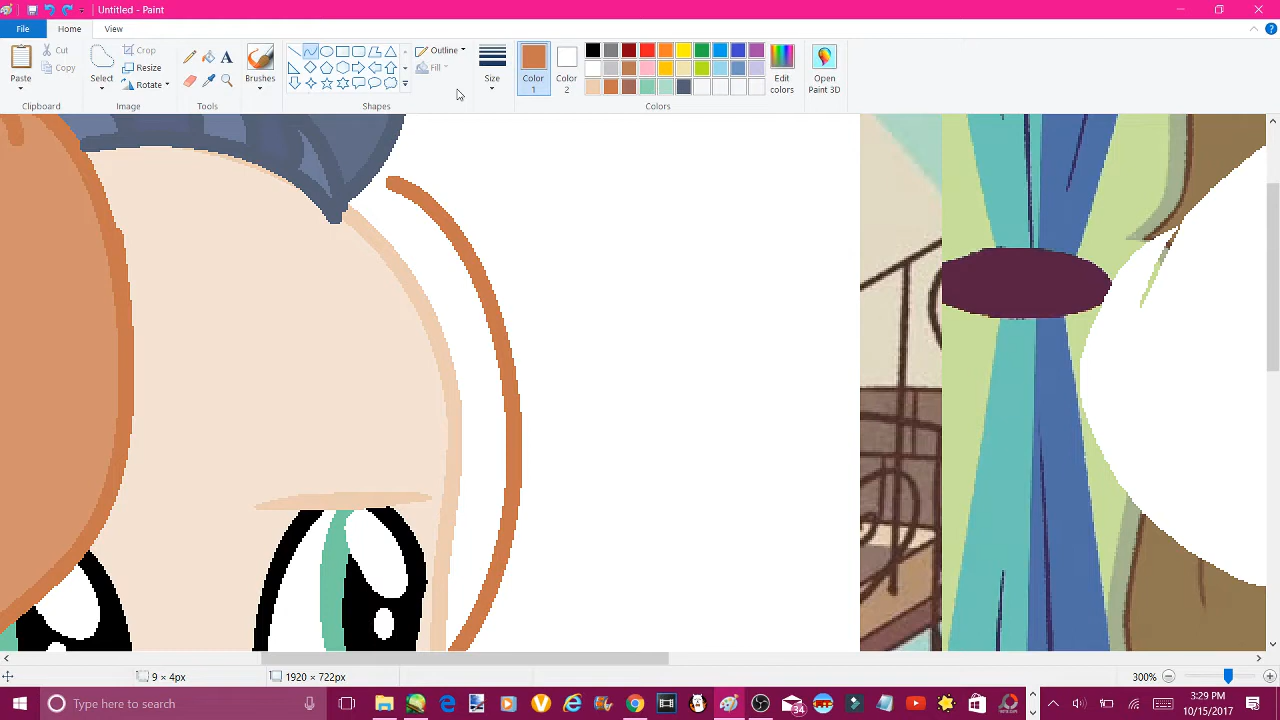 Untitled - Paint
File Home View
Paste
Cut
Copy
Clipboard
Select
Crop
Resize
Rotate
Image
A
Tools
Brushes
Outline
Fill
Shapes
Size
Color 1
Color 2
Edit colors
Colors
Open Paint 3D
9 × 4px
1920 × 722px
300%
Type here to search
34
3:29 PM
10/15/2017